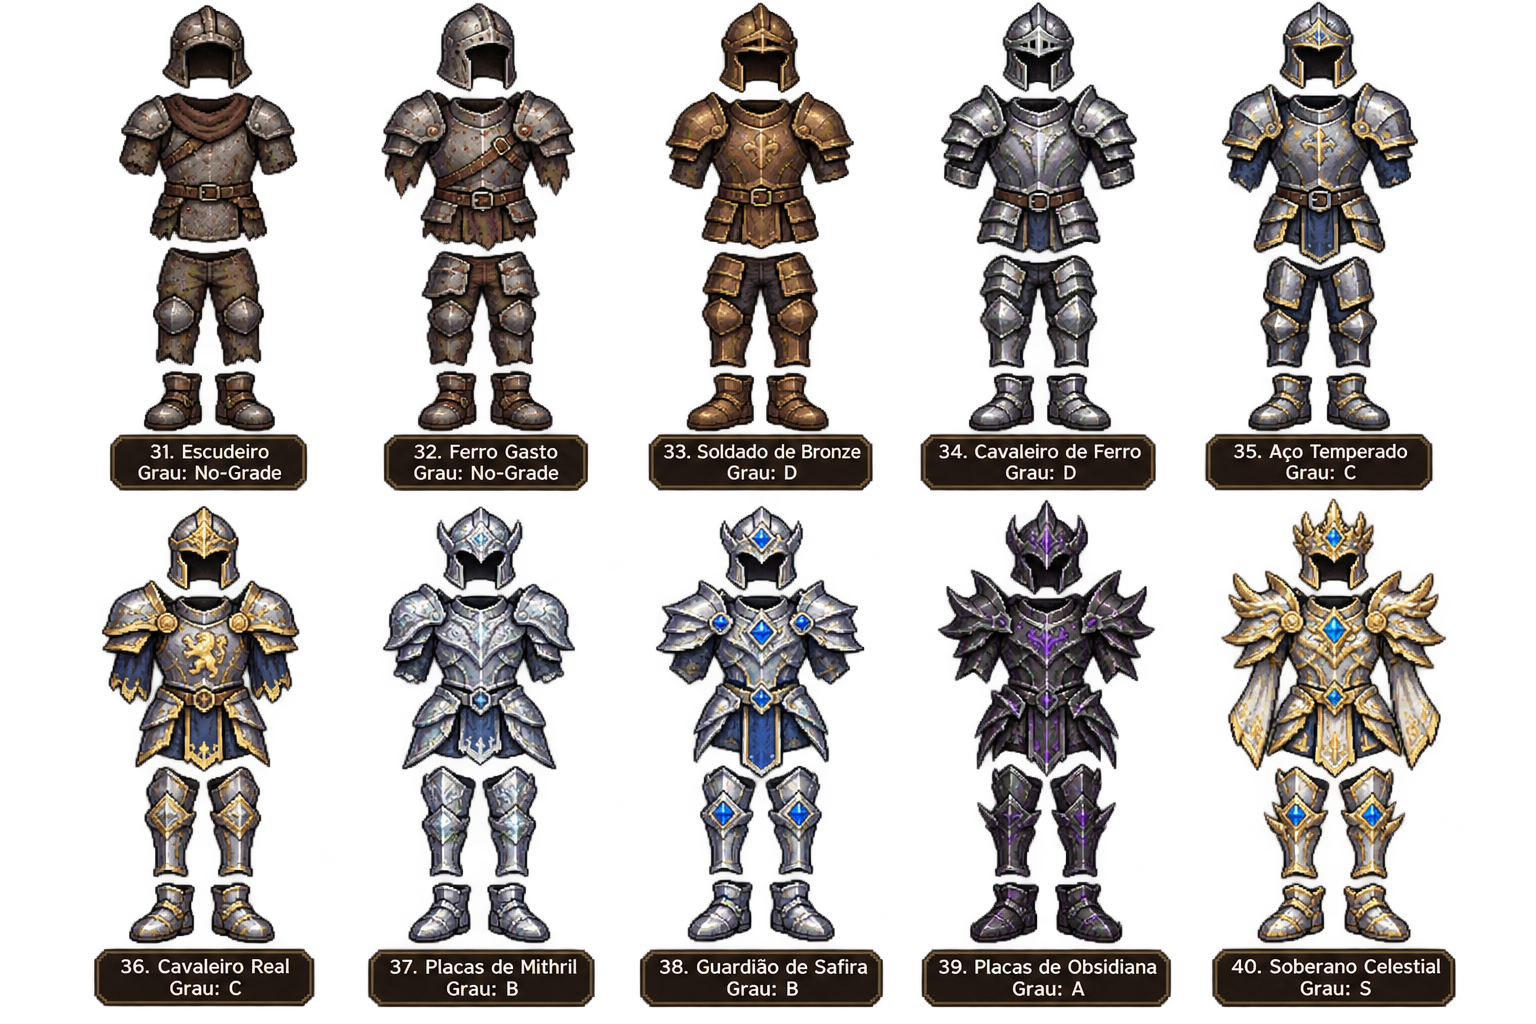 31. Escudeiro
Grau: No-Grade
32. Ferro Gasto
Grau: No-Grade
33. Soldado de Bronze
Grau: D
34. Cavaleiro de Ferro
Grau: D
35. Aço Temperado
Grau: C
36. Cavaleiro Real
Grau: C
37. Placas de Mithril
Grau: B
38. Guardião de Safira
Grau: B
39. Placas de Obsidiana
Grau: A
40. Soberano Celestial
Grau: S